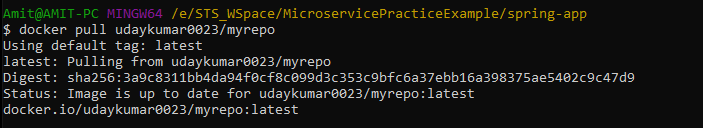 Amit@AMIT-PC MINGW64 /e/STS_WSpace/MicroservicePracticeExample/spring-app
$ docker pull udaykumar0023/myrepo
Using default tag: latest
latest: Pulling from udaykumar0023/myrepo
Digest: sha256:3a9c8311bb4da94f0cf8c099d3c353c9bfc6a37ebb16a398375ae5402c9c47d9
Status: Image is up to date for udaykumar0023/myrepo:latest
docker.io/udaykumar0023/myrepo:latest